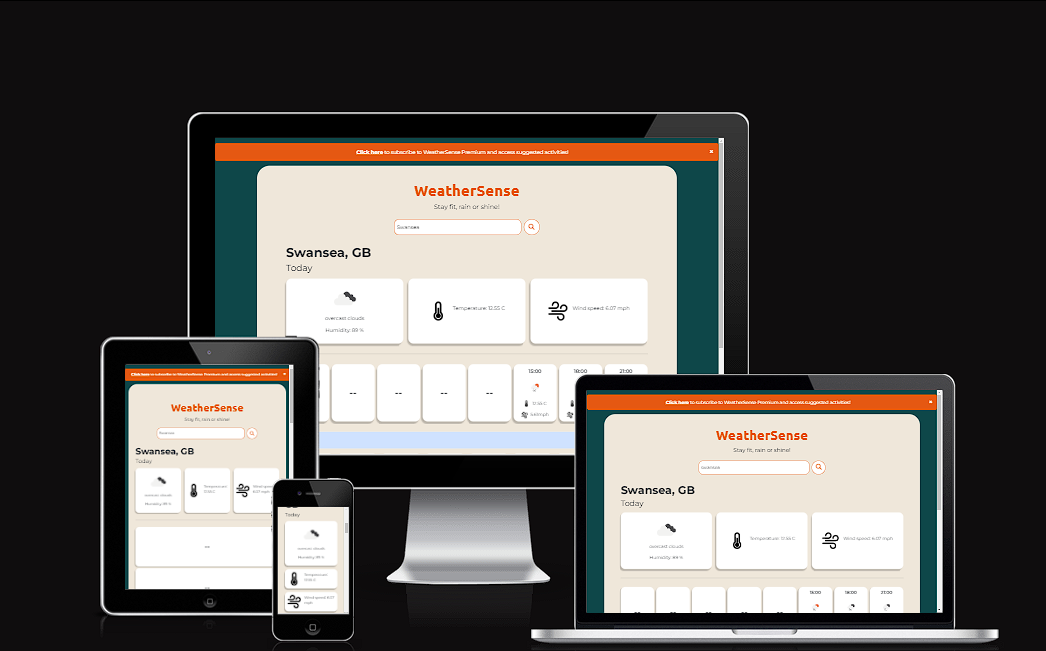 Click here to subscribe to WeatherSense Premium and access suggested activities!
WeatherSense
Stay fit, rain or shine!
Swansea
Swansea, GB
Today
overcast clouds
Humidity: 89 %
Temperature: 12.55 C
Wind speed: 6.07 mph
--
--
--
--
15:00
18:00
21:00
Click here to subscribe to WeatherSense Premium and access suggested activities!
WeatherSense
Stay fit, rain or shine!
Swansea
Swansea, GB
Today
overcast clouds
Humidity: 89 %
Temperature:
12.55 C
Wind speed:
6.07 mph
--
Today
overcast clouds
Humidity: 89 %
Temperature:
12.55 C
Wind speed: 6.07
mph
Click here to subscribe to WeatherSense Premium and access suggested activities!
WeatherSense
Stay fit, rain or shine!
Swansea
Swansea, GB
Today
overcast clouds
Humidity: 89 %
Temperature: 12.55 C
Wind speed: 6.07 mph
--
--
--
--
--
15:00
18:00
21:00